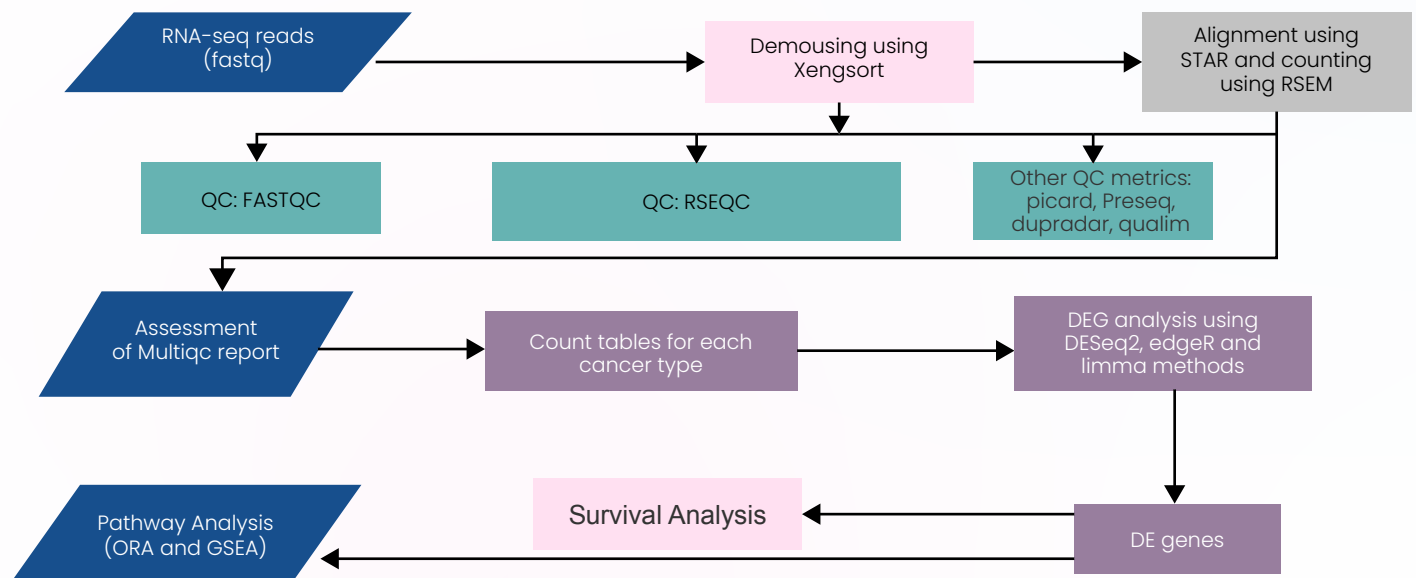 RNA-seq reads
(fastq)
Demousing using
Xengsort
Alignment using
STAR and counting
using RSEM
QC: FASTQC
QC: RSEQC
Other QC metrics:
picard, Preseq,
dupradar, qualim
Assessment
of Multiqc report
Count tables for each
cancer type
DEG analysis using
DESeq2, edgeR and
limma methods
Pathway Analysis
(ORA and GSEA)
Survival Analysis
DE genes